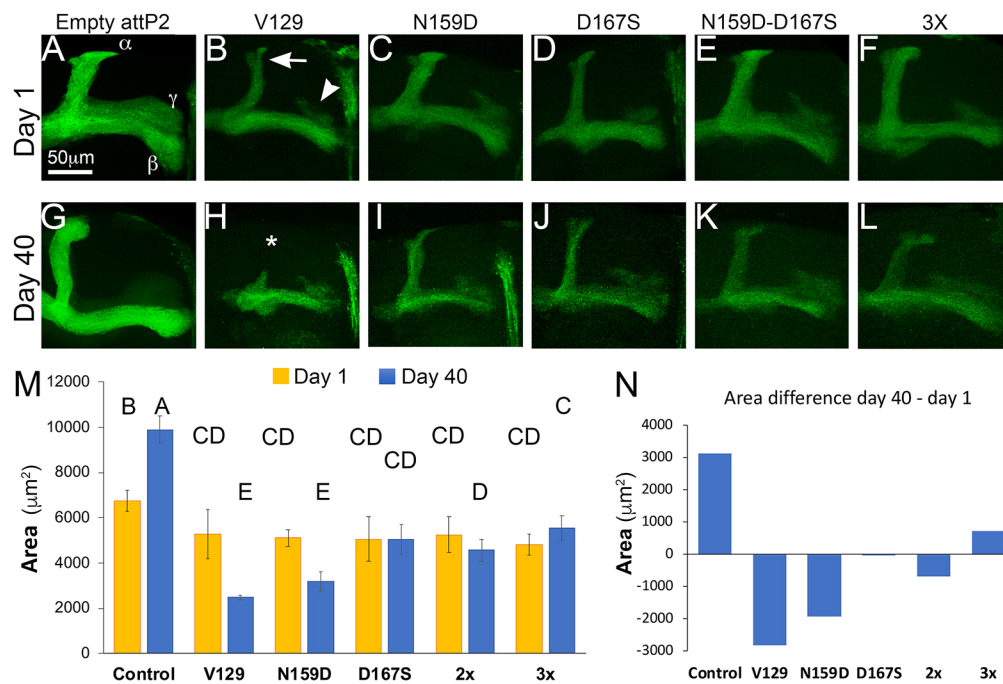 Empty attP2 V129 N159D D167S N159D-D167S 3X
Day 1
A α γ β 50μm
B
C
D
E
F
Day 40
G
H *
I
J
K
L
M
Day 1 Day 40
Area (μm²)
12000
10000
8000
6000
4000
2000
0
B A CD E CD E CD CD CD D CD C
Control V129 N159D D167S 2x 3x
N
Area difference day 40 - day 1
Area (μm²)
4000
3000
2000
1000
0
-1000
-2000
-3000
Control V129 N159D D167S 2x 3x